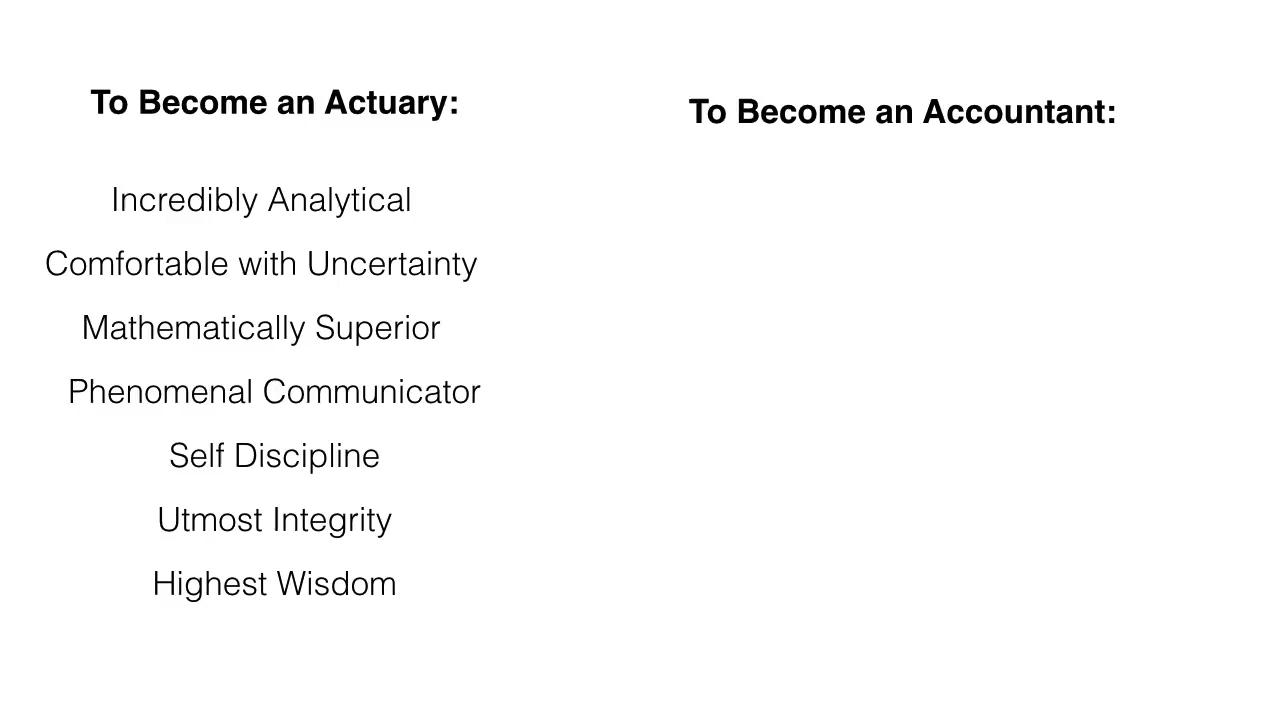 To Become an Actuary:
Incredibly Analytical
Comfortable with Uncertainty
Mathematically Superior
Phenomenal Communicator
Self Discipline
Utmost Integrity
Highest Wisdom
To Become an Accountant: